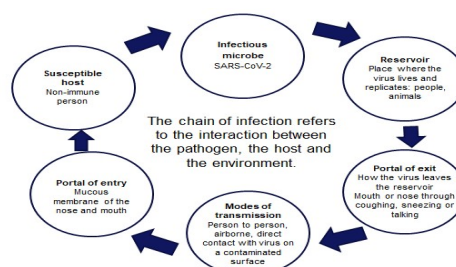 Infectious
microbe
SARS-CoV-2
Reservoir
Place where the
virus lives and
replicates: people,
animals
Portal of exit
How the virus leaves
the reservoir
Mouth or nose through
coughing, sneezing or
talking
Modes of
transmission
Person to person,
airborne, direct
contact with virus on
a contaminated
surface
Portal of entry
Mucous
membrane of the
nose and mouth
Susceptible
host
Non-immune
person
The chain of infection refers
to the interaction between
the pathogen, the host and
the environment.